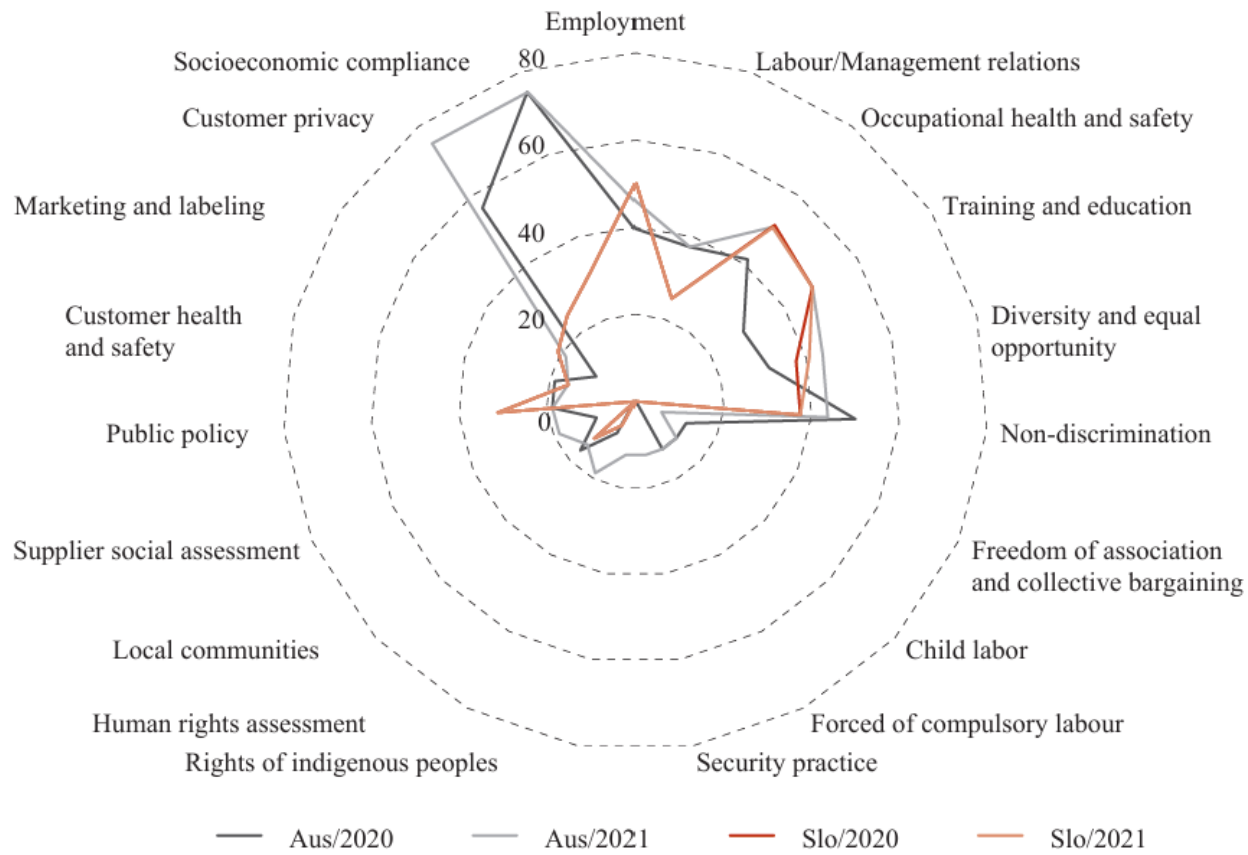 Employment
Socioeconomic compliance
80
Labour/Management relations
Customer privacy
Occupational health and safety
60
Marketing and labeling
Training and education
40
Customer health
and safety
20
Diversity and equal
opportunity
Public policy
0
Non-discrimination
Supplier social assessment
Freedom of association
and collective bargaining
Local communities
Child labor
Human rights assessment
Forced of compulsory labour
Rights of indigenous peoples
Security practice
Aus/2020
Aus/2021
Slo/2020
Slo/2021